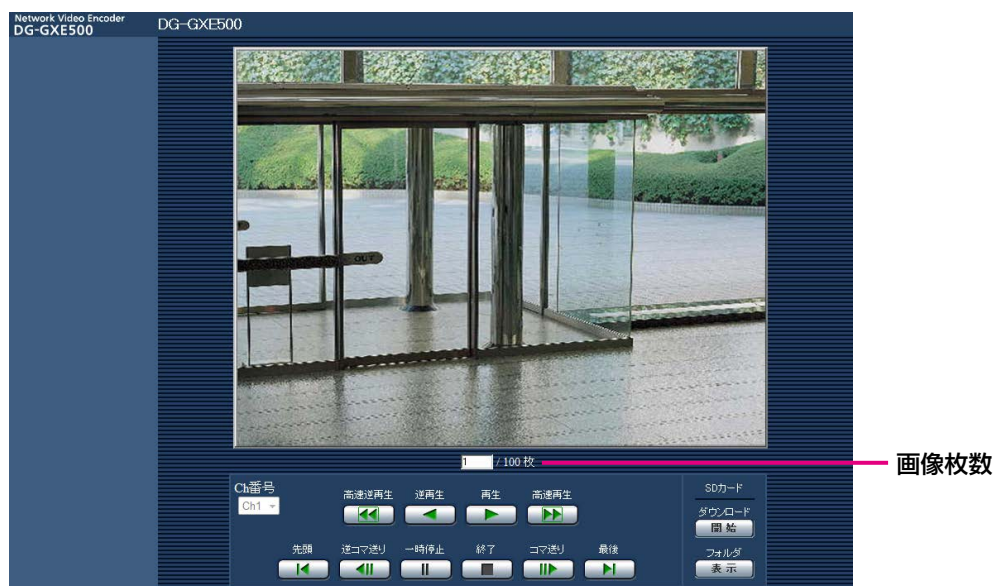 Network Video Encoder
DG-GXE500
DG-GXE500
OUT
1 / 100 枚
画像枚数
Ch番号
Ch1
高速逆再生 逆再生 再生 高速再生
先頭 逆コマ送り 一時停止 終了 コマ送り 最後
SDカード
ダウンロード
開始
フォルダ
表示